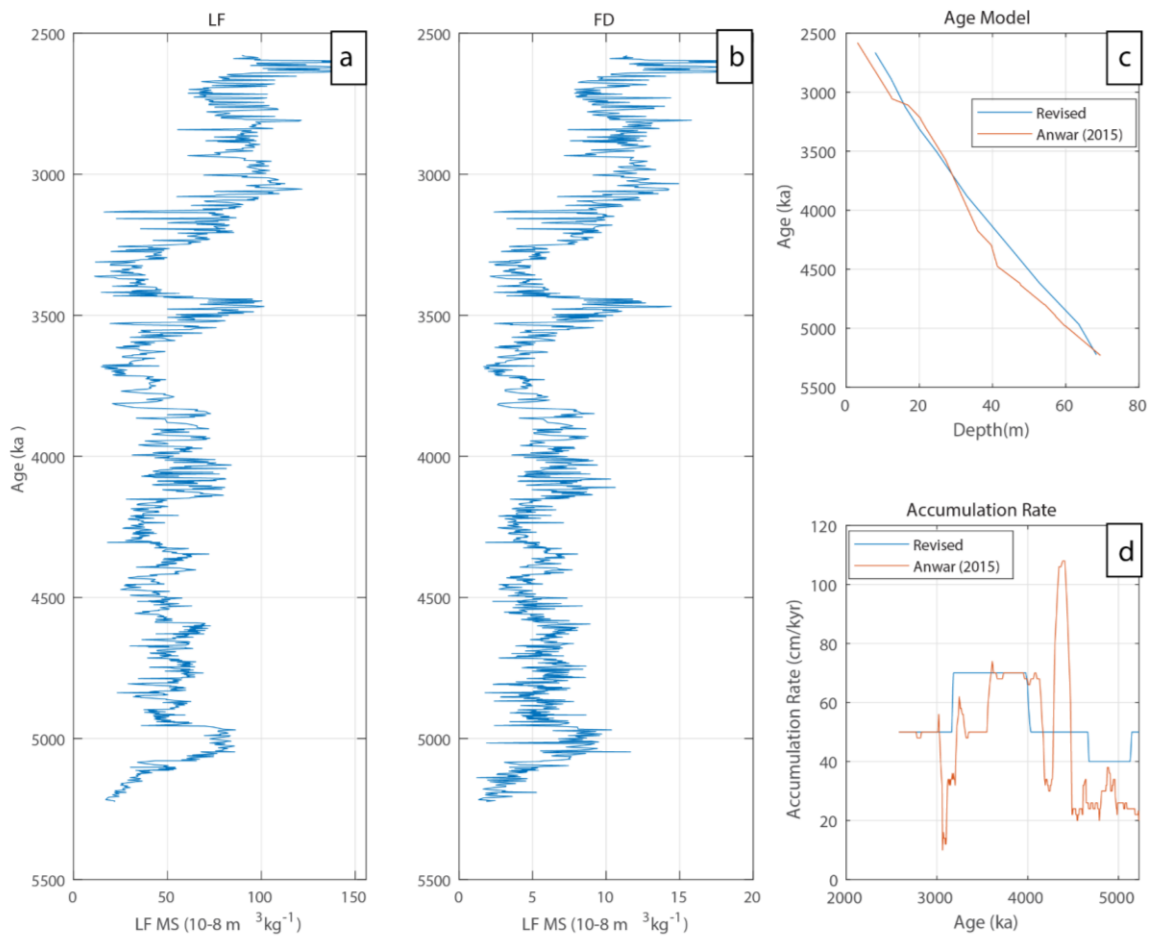 LF
a
2500
3000
3500
4000
4500
5000
5500
Age (ka )
0
50
100
150
LF MS (10-8 m 3kg-1)
FD
b
2500
3000
3500
4000
4500
5000
5500
0
5
10
15
20
LF MS (10-8 m 3kg-1)
Age Model
c
2500
3000
3500
4000
4500
5000
5500
Age (ka)
Revised
Anwar (2015)
0
20
40
60
80
Depth(m)
Accumulation Rate
d
120
100
80
60
40
20
0
Accumulation Rate (cm/kyr)
Revised
Anwar (2015)
2000
3000
4000
5000
Age (ka)